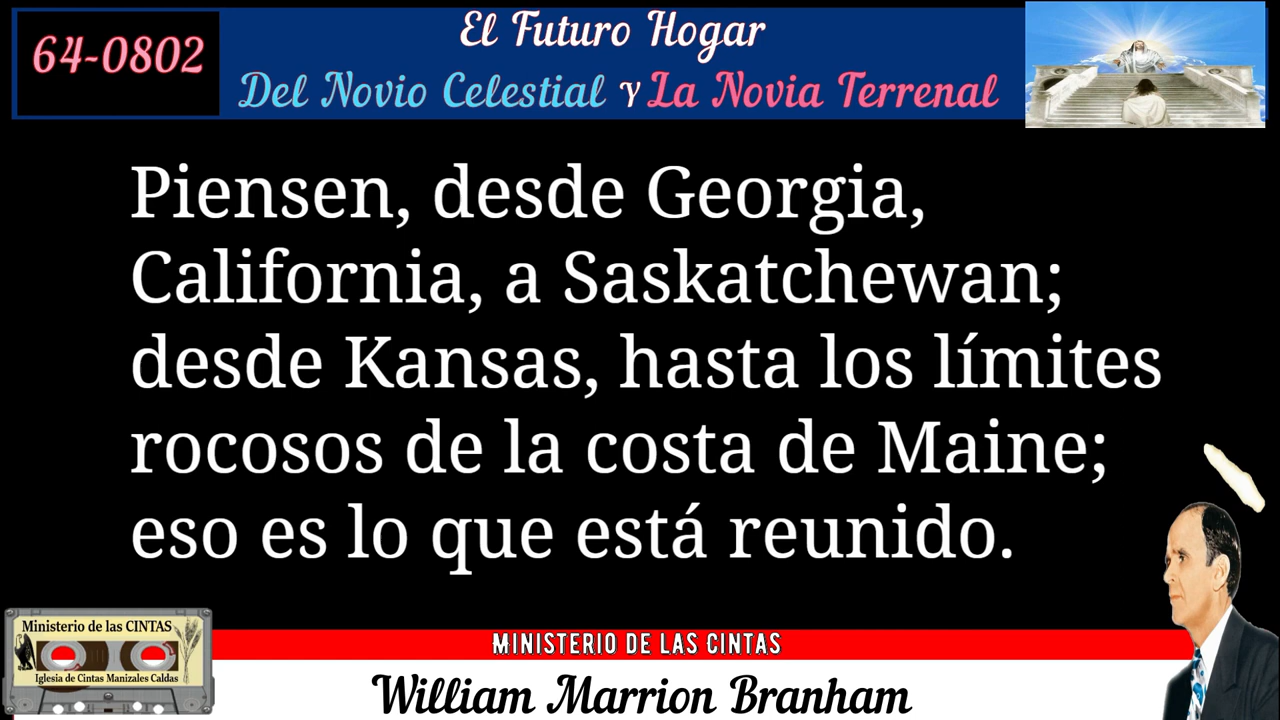 64-0802
El Futuro Hogar
Del Novio Celestial Y La Novia Terrenal
Piensen, desde Georgia,
California, a Saskatchewan;
desde Kansas, hasta los límites
rocosos de la costa de Maine;
eso es lo que está reunido.
Ministerio de las CINTAS
Iglesia de Cintas Manizales Caldas
MINISTERIO DE LAS CINTAS
William Marrion Branham